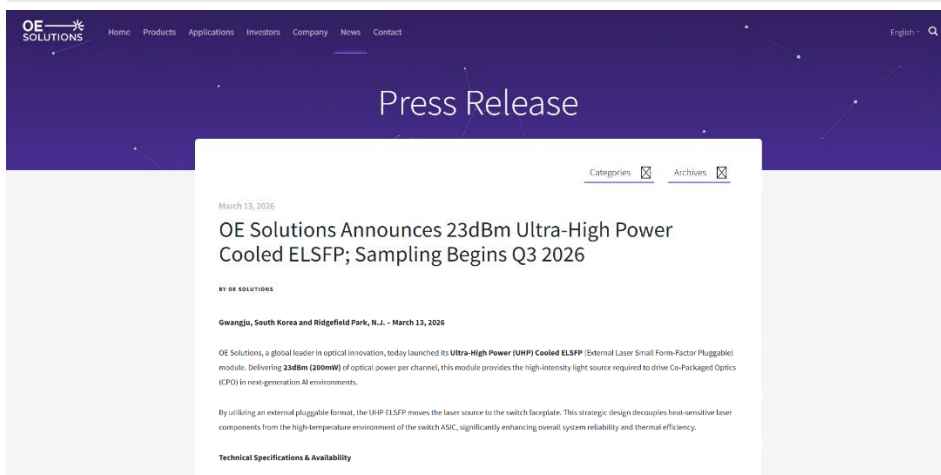 OE SOLUTIONS
Home Products Applications Investors Company News Contact
English
Press Release
Categories Archives
March 13, 2026
OE Solutions Announces 23dBm Ultra-High Power
Cooled ELSFP; Sampling Begins Q3 2026
BY OE SOLUTIONS
Gwangju, South Korea and Ridgefield Park, N.J. – March 13, 2026
OE Solutions, a global leader in optical innovation, today launched its Ultra-High Power (UHP) Cooled ELSFP (External Laser Small Form-Factor Pluggable)
module. Delivering 23dBm (200mW) of optical power per channel, this module provides the high-intensity light source required to drive Co-Packaged Optics
(CPO) in next-generation AI environments.
By utilizing an external pluggable format, the UHP ELSFP moves the laser source to the switch faceplate. This strategic design decouples heat-sensitive laser
components from the high-temperature environment of the switch ASIC, significantly enhancing overall system reliability and thermal efficiency.
Technical Specifications & Availability